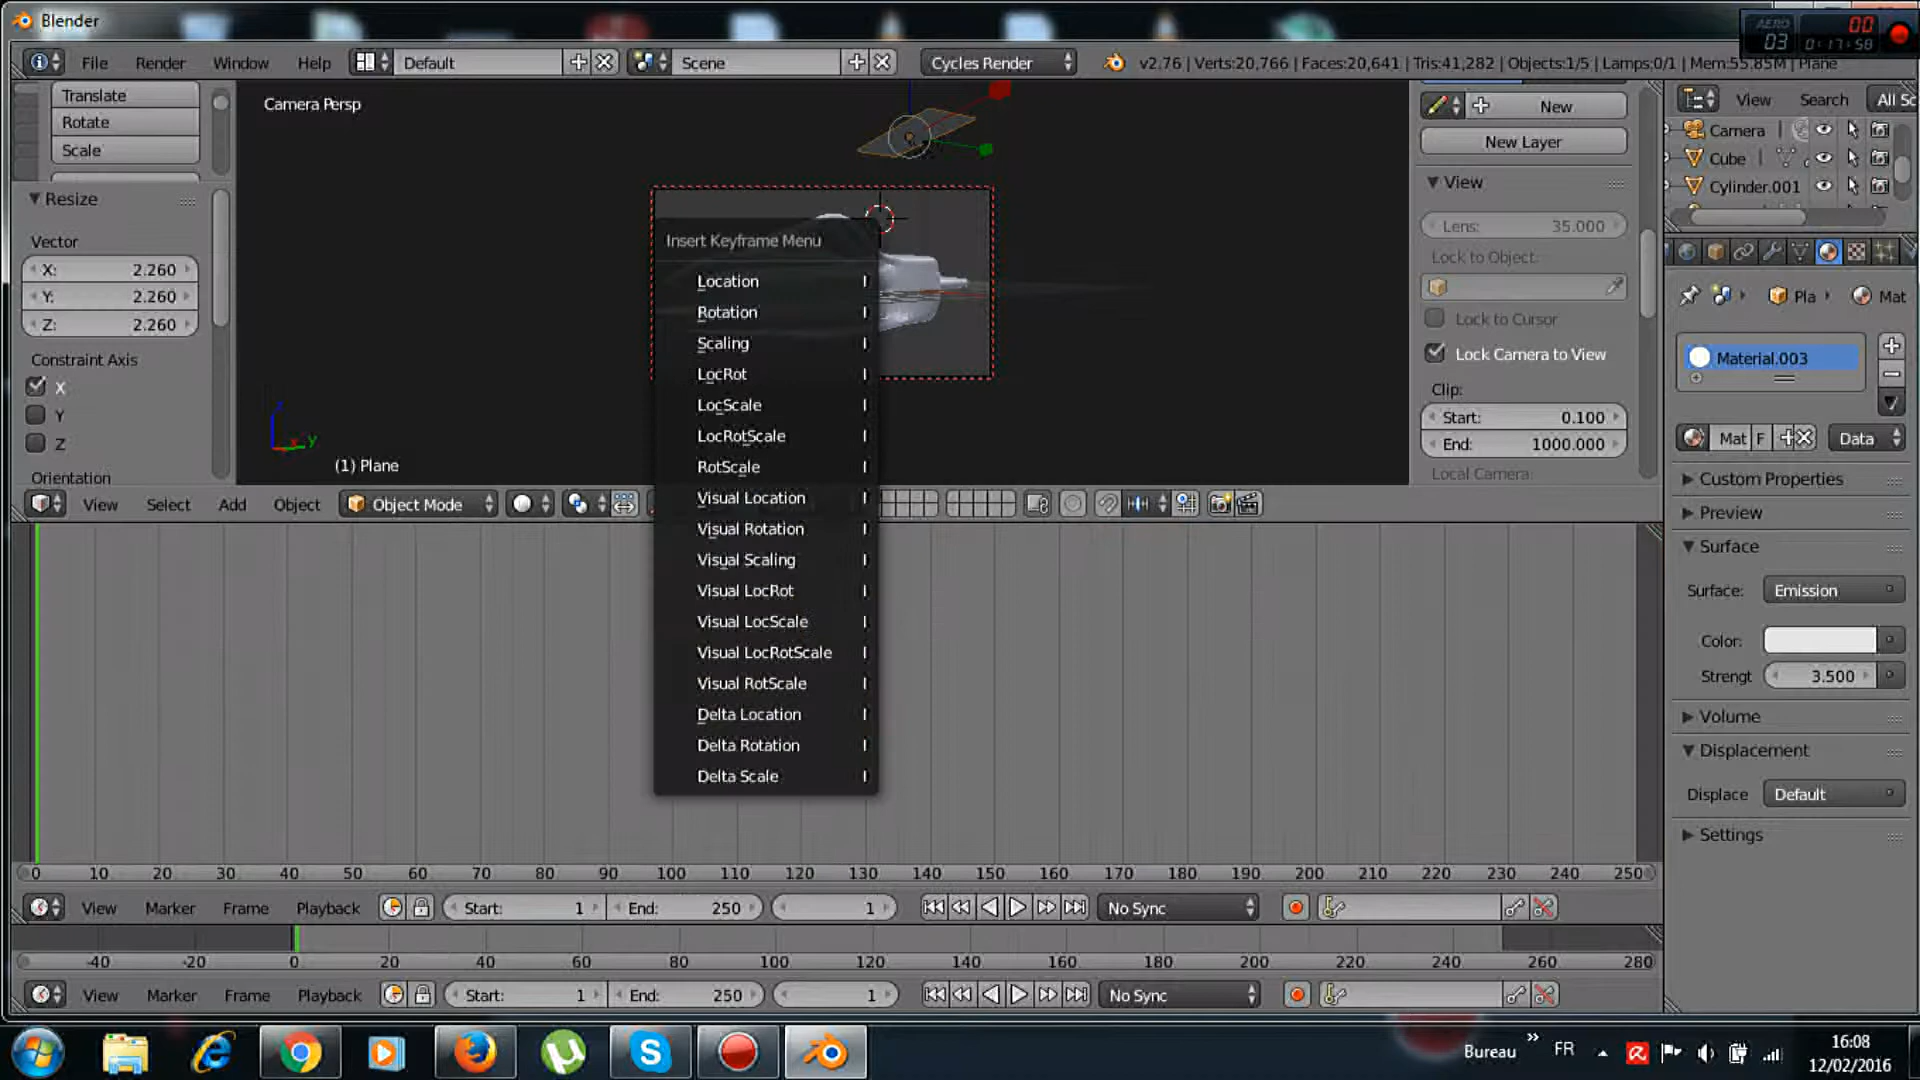 Blender
AERO 00
03 0:17:58
File Render Window Help Default Scene Cycles Render v2.76 | Verts:20,766 | Faces:20,641 | Tris:41,282 | Objects:1/5 | Lamps:0/1 | Mem:55.85M | Plane
Translate
Rotate
Scale
Resize
Vector
X: 2.260
Y: 2.260
Z: 2.260
Constraint Axis
X
Y
Z
Orientation
Camera Persp
z
x y
(1) Plane
Insert Keyframe Menu
Location I
Rotation I
Scaling I
LocRot I
LocScale I
LocRotScale I
RotScale I
Visual Location I
Visual Rotation I
Visual Scaling I
Visual LocRot I
Visual LocScale I
Visual LocRotScale I
Visual RotScale I
Delta Location I
Delta Rotation I
Delta Scale I
New
New Layer
View
Lens: 35.000
Lock to Object:
Lock to Cursor
Lock Camera to View
Clip:
Start: 0.100
End: 1000.000
Local Camera:
View Search All Sc
Camera
Cube
Cylinder.001
Pla Mat
Material.003
Mat F Data
Custom Properties
Preview
Surface
Surface: Emission
Color:
Strengt 3.500
Volume
Displacement
Displace Default
Settings
View Select Add Object Object Mode
0 10 20 30 40 50 60 70 80 90 100 110 120 130 140 150 160 170 180 190 200 210 220 230 240 250
View Marker Frame Playback Start: 1 End: 250 1 No Sync
-40 -20 0 20 40 60 80 100 120 140 160 180 200 220 240 260 280
View Marker Frame Playback Start: 1 End: 250 1 No Sync
Bureau » FR
16:08
12/02/2016